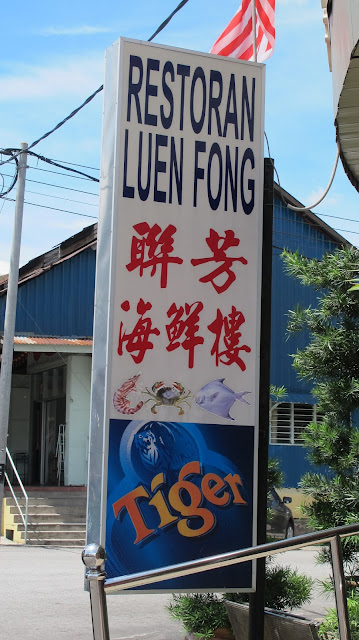 RESTORAN
LUEN FONG
聯芳
海鮮樓
Tiger